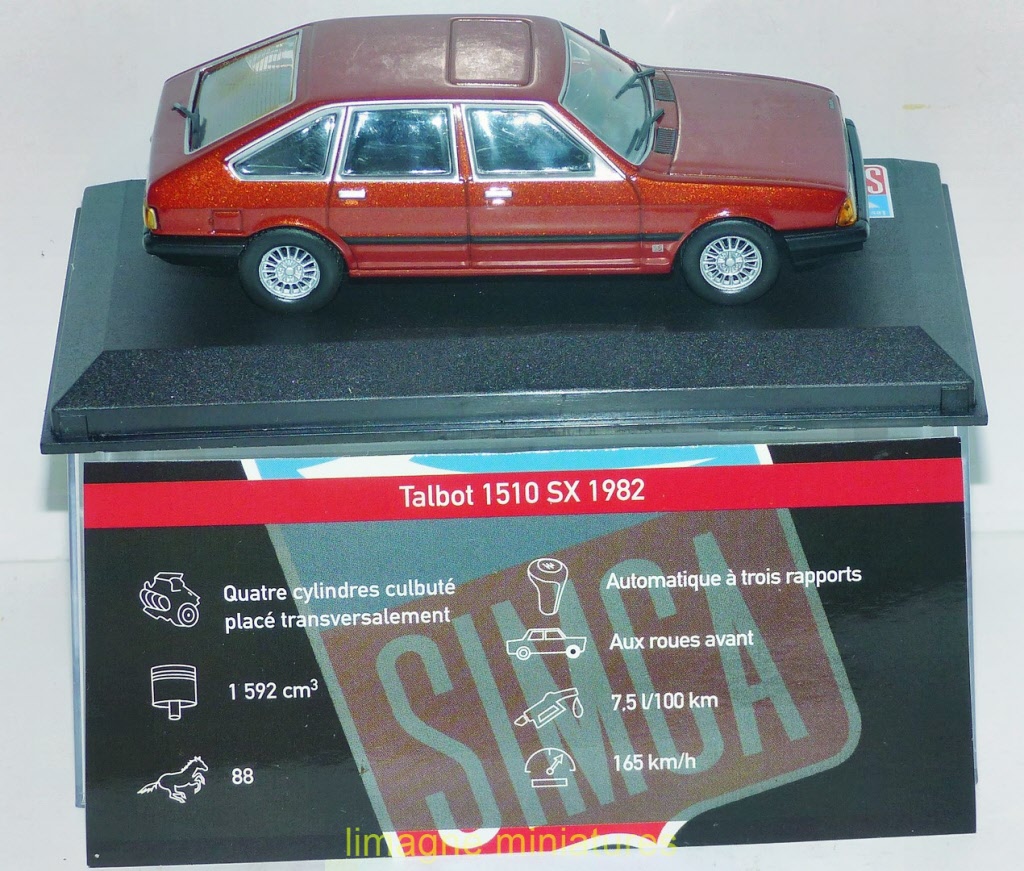 S
Talbot 1510 SX 1982
Quatre cylindres culbuté
placé transversalement
1 592 cm³
88
Automatique à trois rapports
Aux roues avant
7,5 l/100 km
165 km/h
SIMCA
limagne miniatures